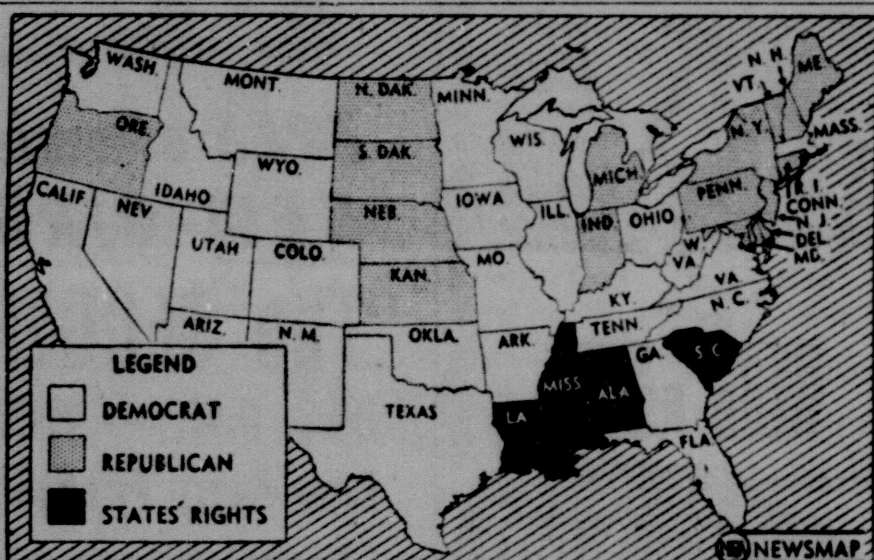 WASH.
MONT.
N. DAK.
MINN.
N. H.
VT.
ME.
ORE.
S. DAK.
WIS.
N. Y.
MASS.
IDAHO
WYO.
MICH.
CALIF
NEV
NEB.
IOWA
ILL.
IND
OHIO
PENN.
R. I.
CONN.
N. J.
DEL.
MD.
UTAH
COLO.
KAN.
MO.
W.
VA
VA.
KY.
N. C.
ARIZ.
N. M.
OKLA.
ARK.
TENN.
MISS
ALA
GA.
S C
TEXAS
LA
FLA
LEGEND
DEMOCRAT
REPUBLICAN
STATES' RIGHTS
NEWSMAP